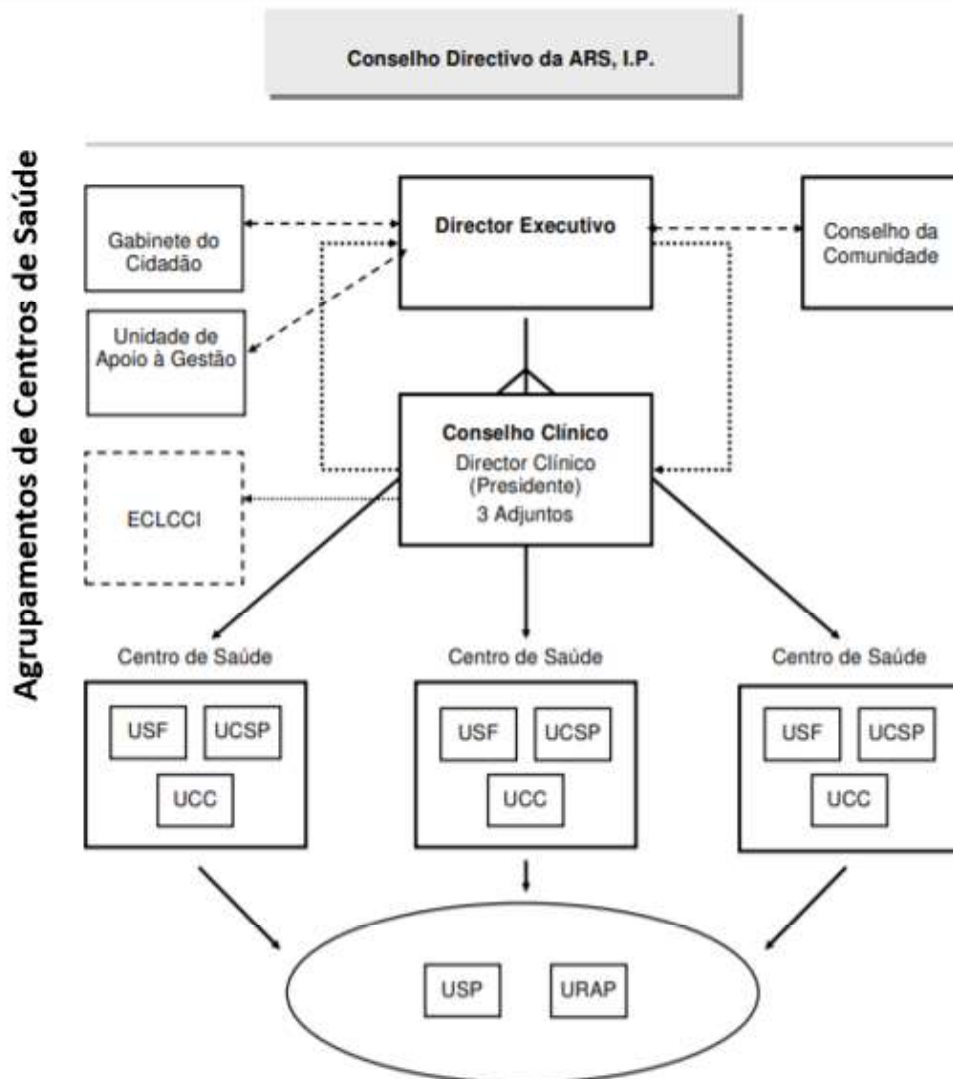 Conselho Directivo da ARS, I.P.
Agrupamentos de Centros de Saúde
Gabinete do
Cidadão
Director Executivo
Conselho da
Comunidade
Unidade de
Apoio à Gestão
Conselho Clínico
Director Clínico
(Presidente)
3 Adjuntos
ECLCCI
Centro de Saúde
Centro de Saúde
Centro de Saúde
USF
UCSP
UCC
USF
UCSP
UCC
USF
UCSP
UCC
USP
URAP